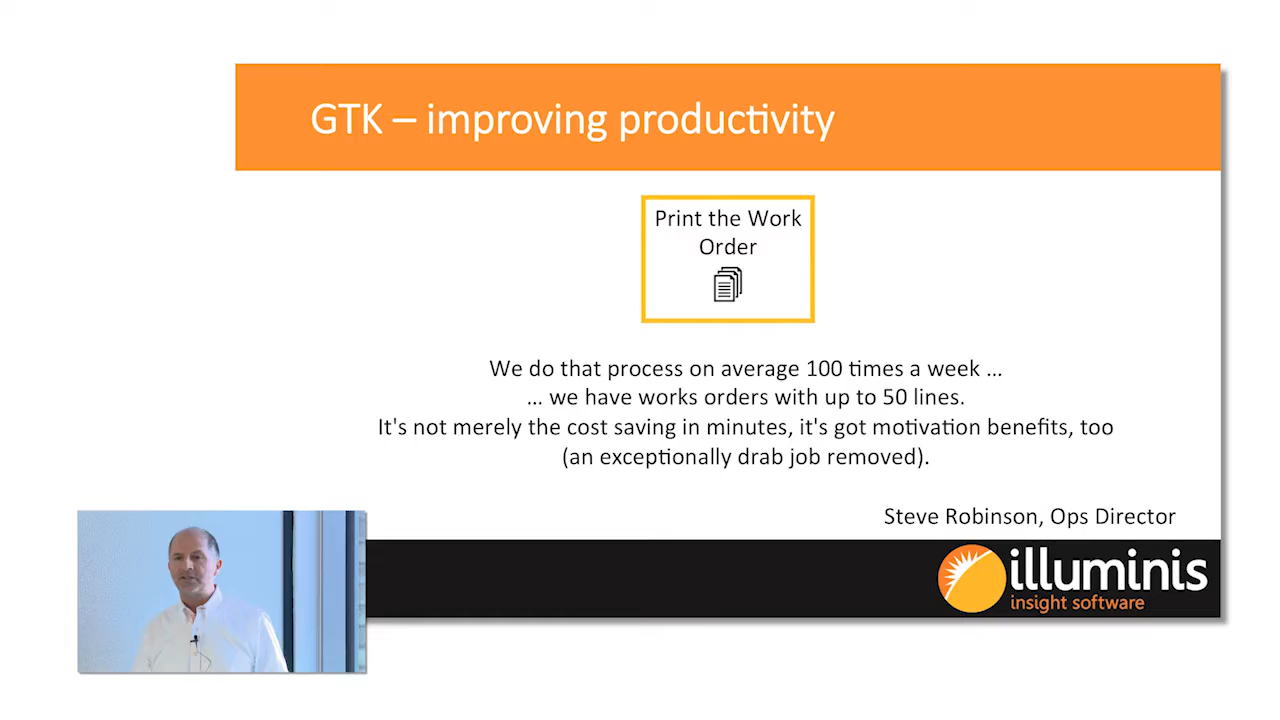 GTK – improving productivity
Print the Work
Order
We do that process on average 100 times a week …
… we have works orders with up to 50 lines.
It's not merely the cost saving in minutes, it's got motivation benefits, too
(an exceptionally drab job removed).
Steve Robinson, Ops Director
illuminis
insight software